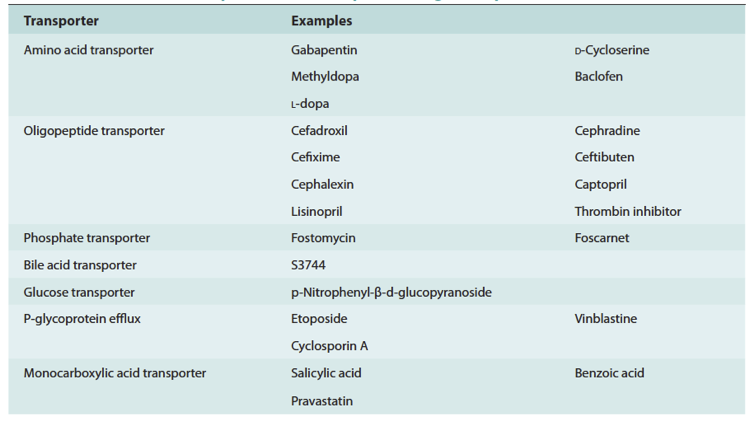 Transporter Examples
Amino acid transporter Gabapentin D-Cycloserine
Methyldopa Baclofen
L-dopa
Oligopeptide transporter Cefadroxil Cephradine
Cefixime Ceftibuten
Cephalexin Captopril
Lisinopril Thrombin inhibitor
Phosphate transporter Fostomycin Foscarnet
Bile acid transporter S3744
Glucose transporter p-Nitrophenyl-β-d-glucopyranoside
P-glycoprotein efflux Etoposide Vinblastine
Cyclosporin A
Monocarboxylic acid transporter Salicylic acid Benzoic acid
Pravastatin